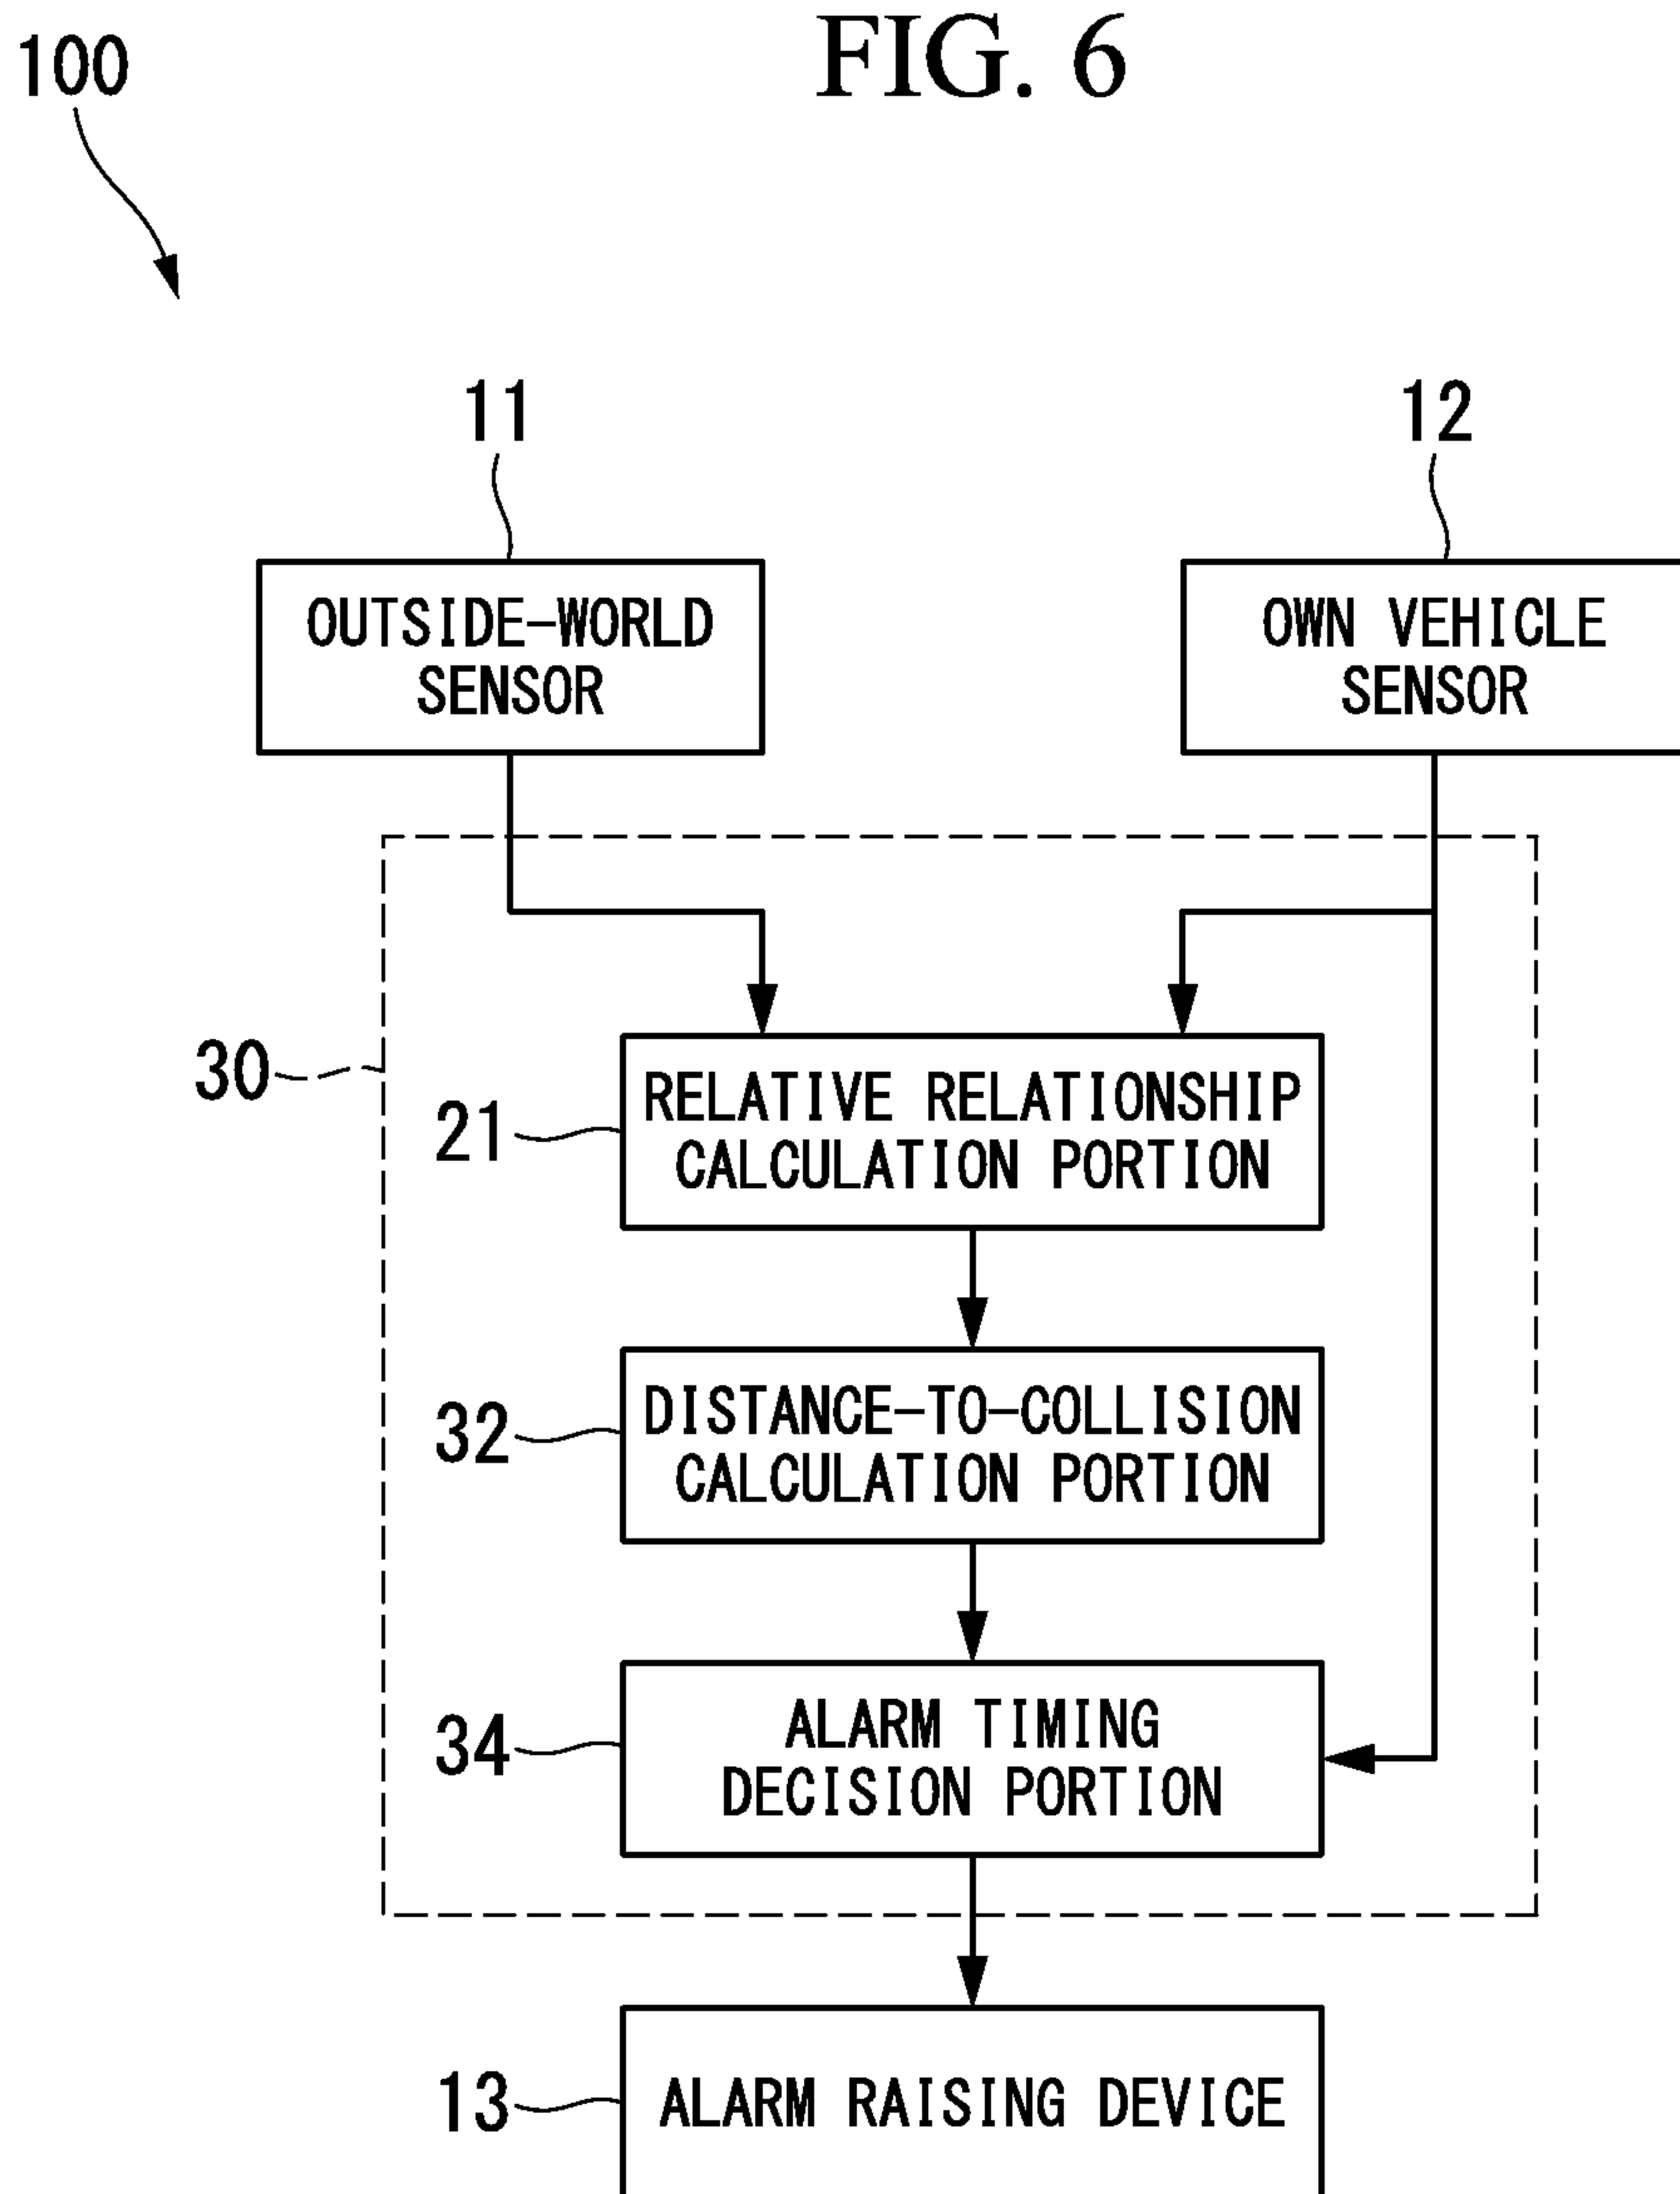 FIG. 6
100
11
12
OUTSIDE-WORLD
SENSOR
OWN VEHICLE
SENSOR
30
21
RELATIVE RELATIONSHIP
CALCULATION PORTION
32
DISTANCE-TO-COLLISION
CALCULATION PORTION
34
ALARM TIMING
DECISION PORTION
13
ALARM RAISING DEVICE